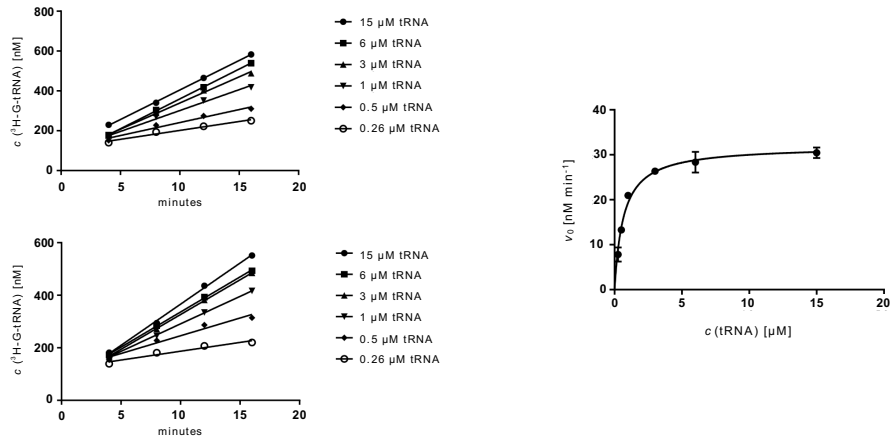 c (³H-G-tRNA) [nM]
800
600
400
200
0
0 5 10 15 20
minutes
15 µM tRNA
6 µM tRNA
3 µM tRNA
1 µM tRNA
0.5 µM tRNA
0.26 µM tRNA
c (³H-G-tRNA) [nM]
600
400
200
0
0 5 10 15 20
minutes
15 µM tRNA
6 µM tRNA
3 µM tRNA
1 µM tRNA
0.5 µM tRNA
0.26 µM tRNA
v₀ [nM min⁻¹]
40
30
20
10
0
0 5 10 15 20
c (tRNA) [µM]